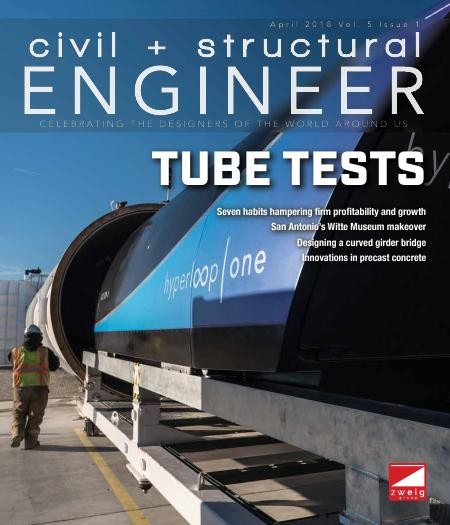 April 2018 Vol. 5 Issue 1
civil + structural
ENGINEER
CELEBRATING THE DESIGNERS OF THE WORLD AROUND US
TUBE TESTS
hy
Seven habits hampering firm profitability and growth
San Antonio's Witte Museum makeover
Designing a curved girder bridge
Innovations in precast concrete
hyperloop|one
zweig
group